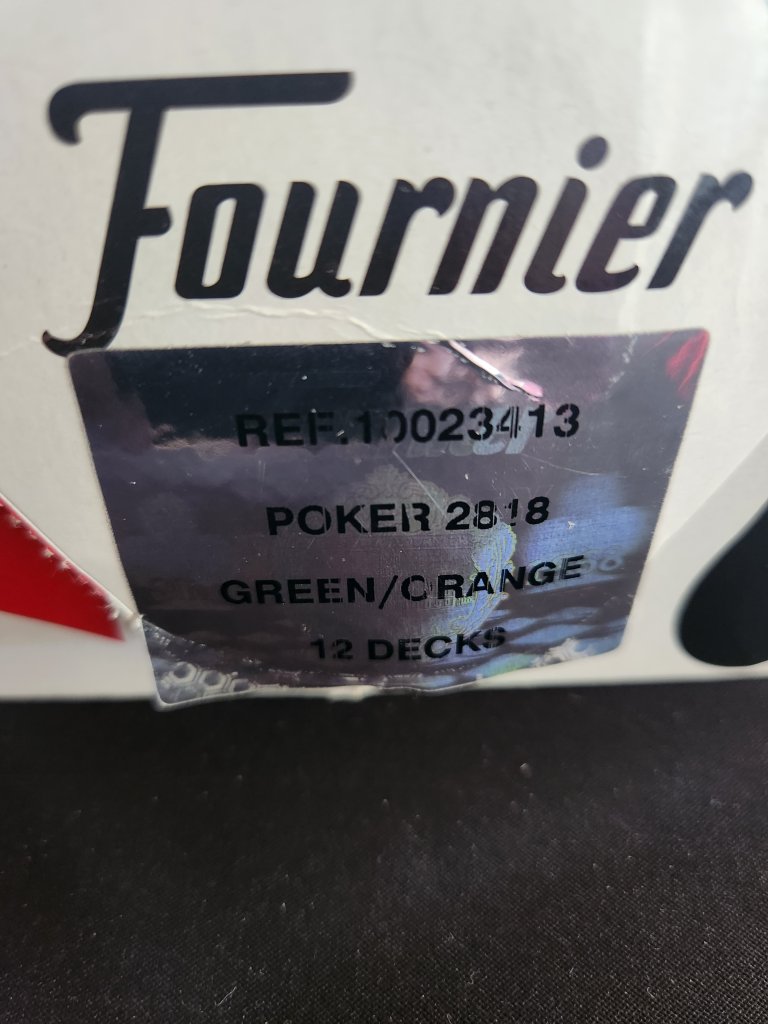 Fournier
REF.10023413
POKER 2818
GREEN/ORANGE
12 DECKS